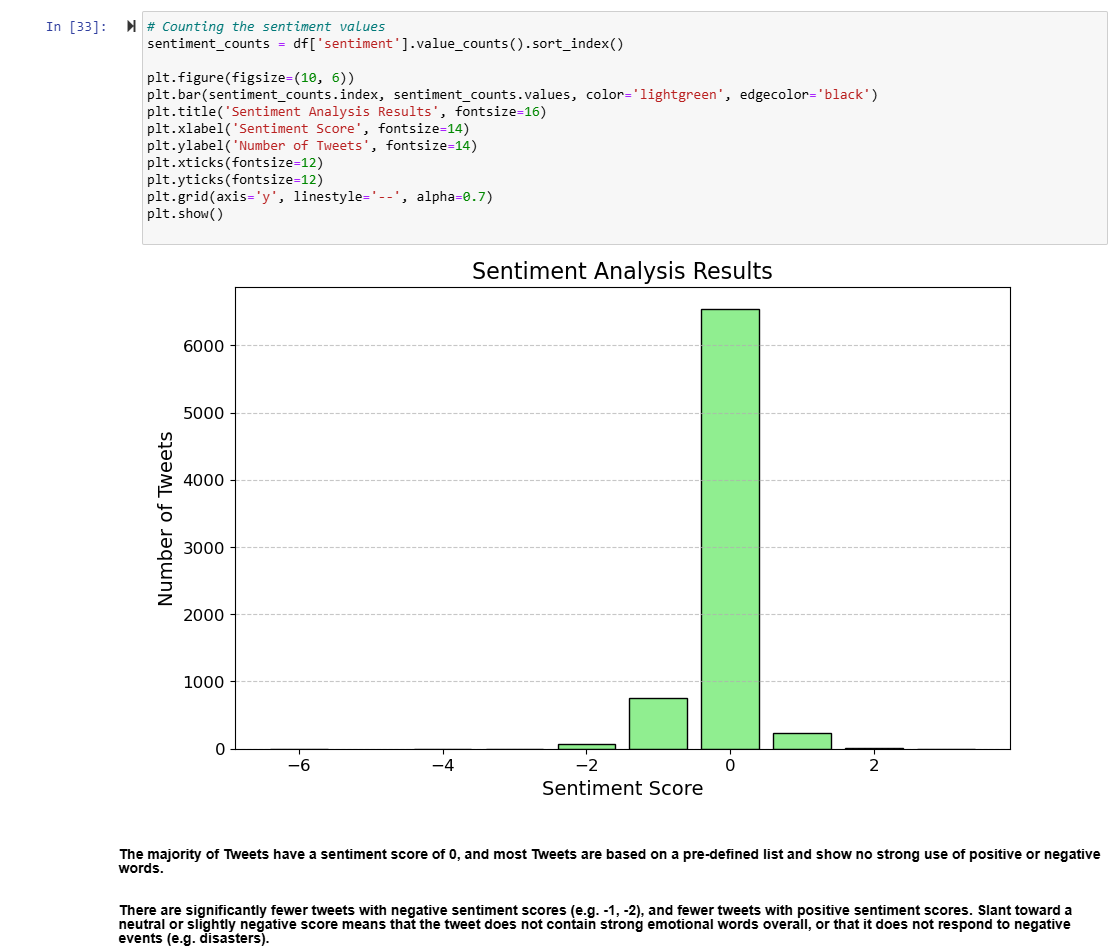 In [33]:
# Counting the sentiment values
sentiment_counts = df['sentiment'].value_counts().sort_index()
plt.figure(figsize=(10, 6))
plt.bar(sentiment_counts.index, sentiment_counts.values, color='lightgreen', edgecolor='black')
plt.title('Sentiment Analysis Results', fontsize=16)
plt.xlabel('Sentiment Score', fontsize=14)
plt.ylabel('Number of Tweets', fontsize=14)
plt.xticks(fontsize=12)
plt.yticks(fontsize=12)
plt.grid(axis='y', linestyle='--', alpha=0.7)
plt.show()
Sentiment Analysis Results
Number of Tweets
6000
5000
4000
3000
2000
1000
0
−6 −4 −2 0 2
Sentiment Score
The majority of Tweets have a sentiment score of 0, and most Tweets are based on a pre-defined list and show no strong use of positive or negative
words.
There are significantly fewer tweets with negative sentiment scores (e.g. -1, -2), and fewer tweets with positive sentiment scores. Slant toward a
neutral or slightly negative score means that the tweet does not contain strong emotional words overall, or that it does not respond to negative
events (e.g. disasters).